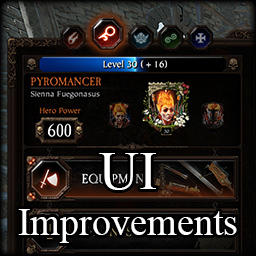 Level 30 ( + 16)
PYROMANCER
Sienna Fuegonasus
Hero Power
30
600
EQUIPMEN
UI
Improvements